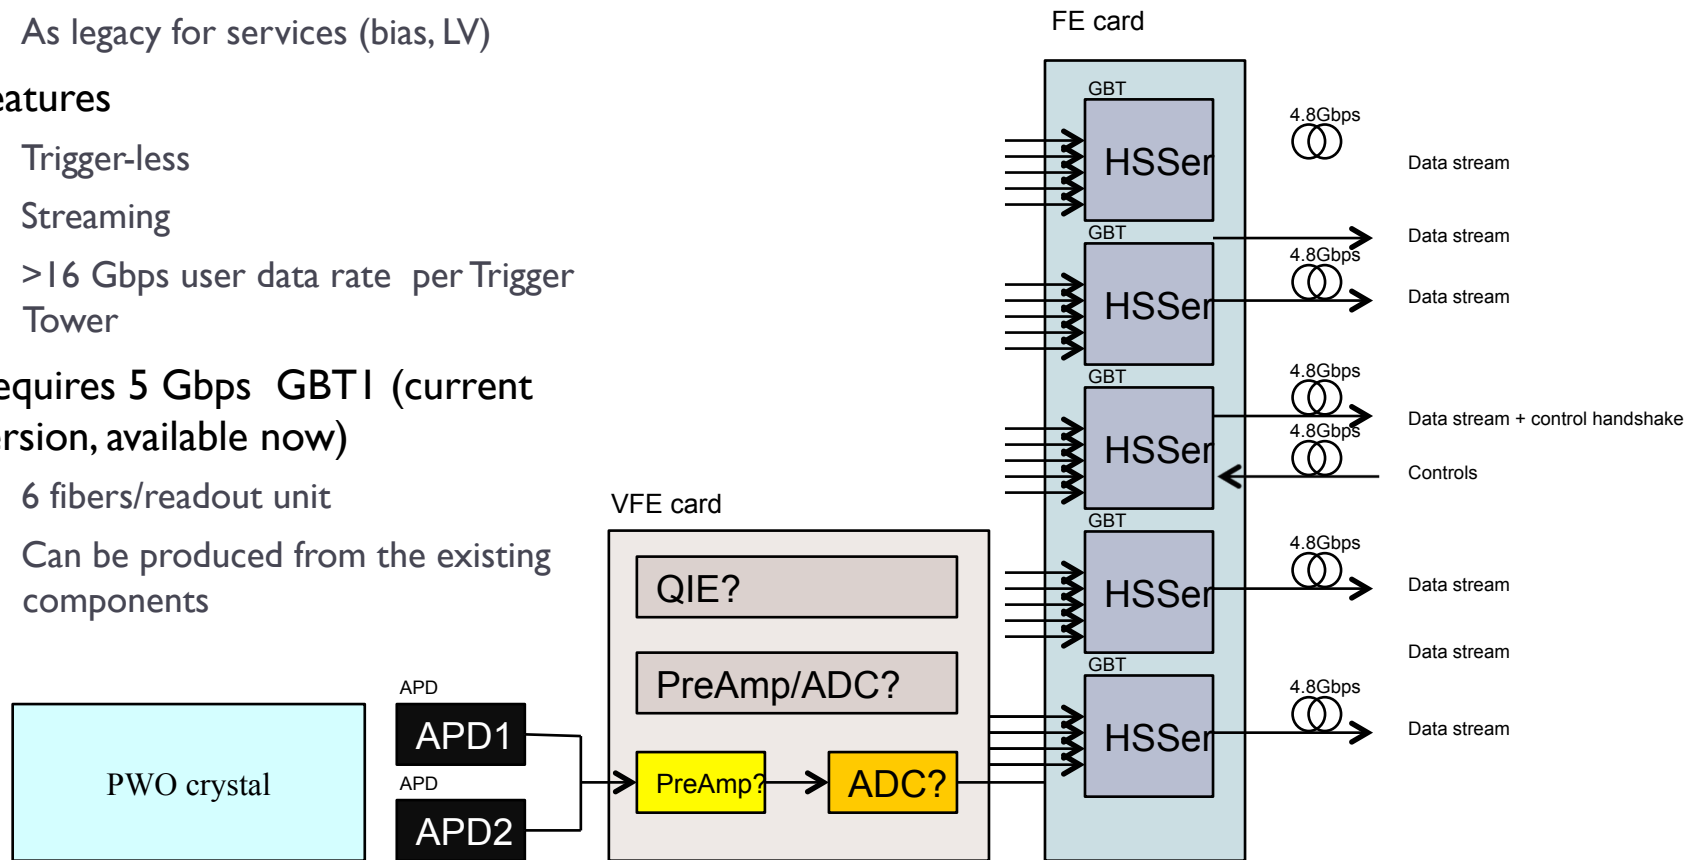 As legacy for services (bias, LV)
eatures
Trigger-less
Streaming
>16 Gbps user data rate per Trigger
Tower
equires 5 Gbps GBT1 (current
ersion, available now)
6 fibers/readout unit
Can be produced from the existing
components
FE card
GBT
HSSer
4.8Gbps
Data stream
Data stream
GBT
HSSer
4.8Gbps
Data stream
GBT
HSSer
4.8Gbps
Data stream + control handshake
4.8Gbps
Controls
GBT
HSSer
4.8Gbps
Data stream
Data stream
GBT
HSSer
4.8Gbps
Data stream
VFE card
QIE?
PreAmp/ADC?
PreAmp?
ADC?
APD
APD1
APD
APD2
PWO crystal